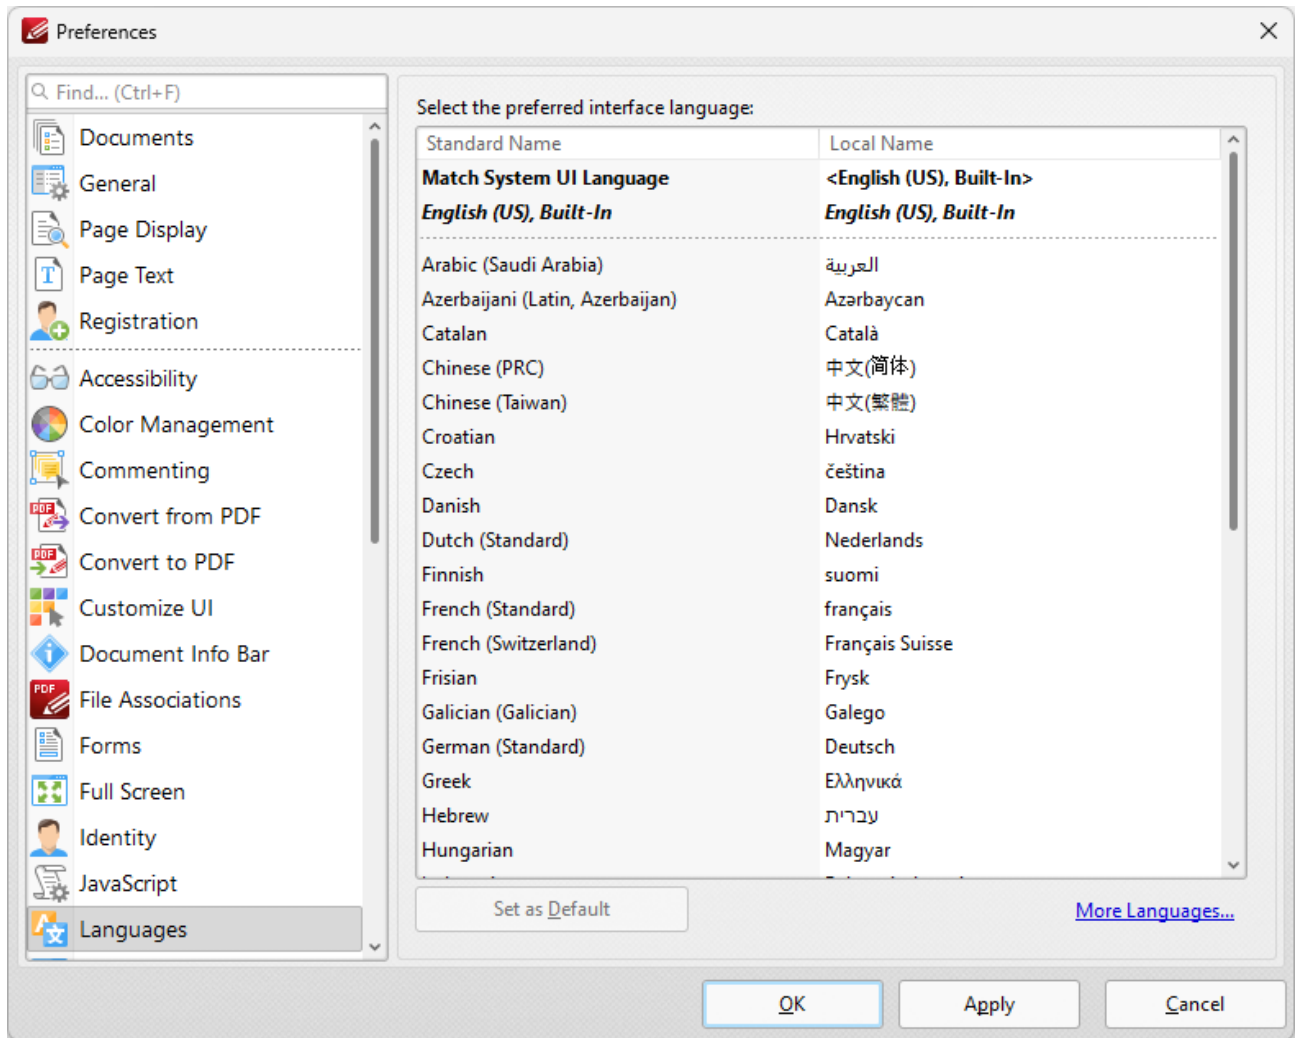 Preferences
Find... (Ctrl+F)
Documents
General
Page Display
Page Text
Registration
Accessibility
Color Management
Commenting
Convert from PDF
Convert to PDF
Customize UI
Document Info Bar
File Associations
Forms
Full Screen
Identity
JavaScript
Languages
Select the preferred interface language:
Standard Name Local Name
Match System UI Language <English (US), Built-In>
English (US), Built-In English (US), Built-In
Arabic (Saudi Arabia) العربية
Azerbaijani (Latin, Azerbaijan) Azərbaycan
Catalan Català
Chinese (PRC) 中文(简体)
Chinese (Taiwan) 中文(繁體)
Croatian Hrvatski
Czech čeština
Danish Dansk
Dutch (Standard) Nederlands
Finnish suomi
French (Standard) français
French (Switzerland) Français Suisse
Frisian Frysk
Galician (Galician) Galego
German (Standard) Deutsch
Greek Ελληνικά
Hebrew עברית
Hungarian Magyar
Set as Default
More Languages...
OK
Apply
Cancel